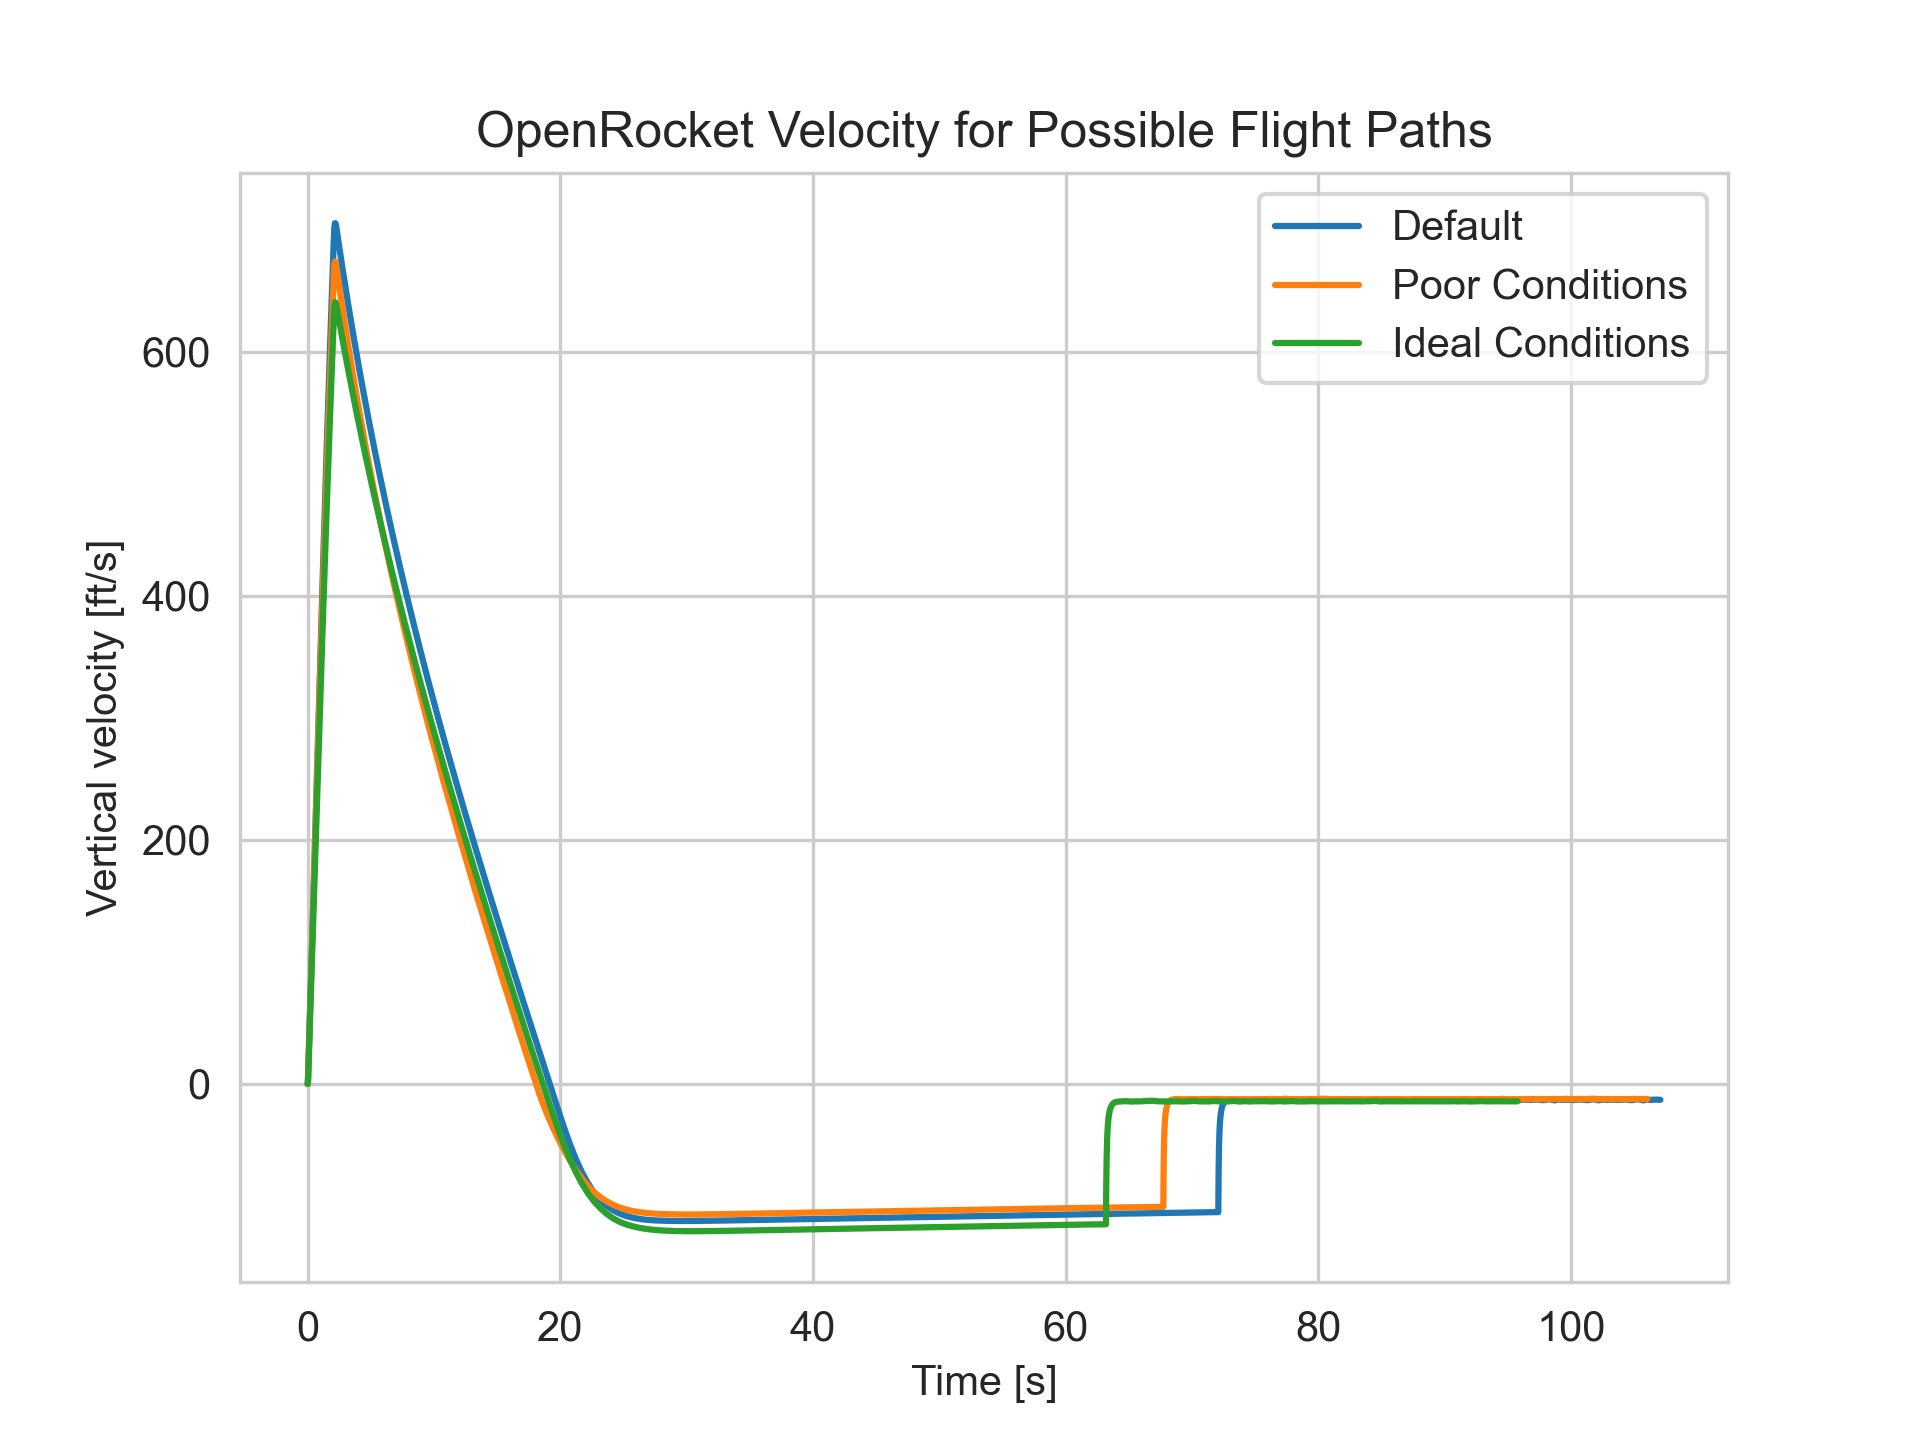 OpenRocket Velocity for Possible Flight Paths
Default
Poor Conditions
Ideal Conditions
Vertical velocity [ft/s]
600
400
200
0
0 20 40 60 80 100
Time [s]